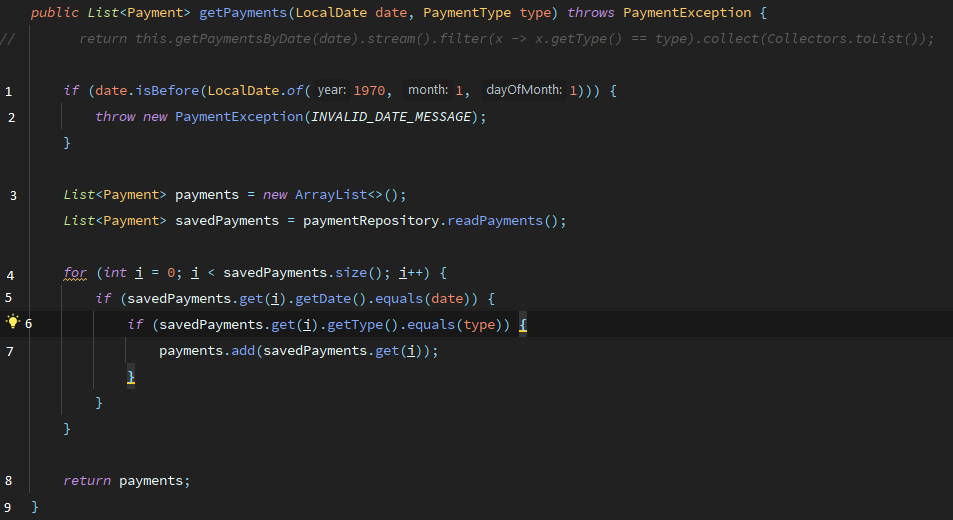 public List<Payment> getPayments(LocalDate date, PaymentType type) throws PaymentException {
// return this.getPaymentsByDate(date).stream().filter(x -> x.getType() == type).collect(Collectors.toList());
1 if (date.isBefore(LocalDate.of( year: 1970, month: 1, dayOfMonth: 1))) {
2 throw new PaymentException(INVALID_DATE_MESSAGE);
}
3 List<Payment> payments = new ArrayList<>();
List<Payment> savedPayments = paymentRepository.readPayments();
4 for (int i = 0; i < savedPayments.size(); i++) {
5 if (savedPayments.get(i).getDate().equals(date)) {
6 if (savedPayments.get(i).getType().equals(type)) {
7 payments.add(savedPayments.get(i));
}
}
}
8 return payments;
9 }